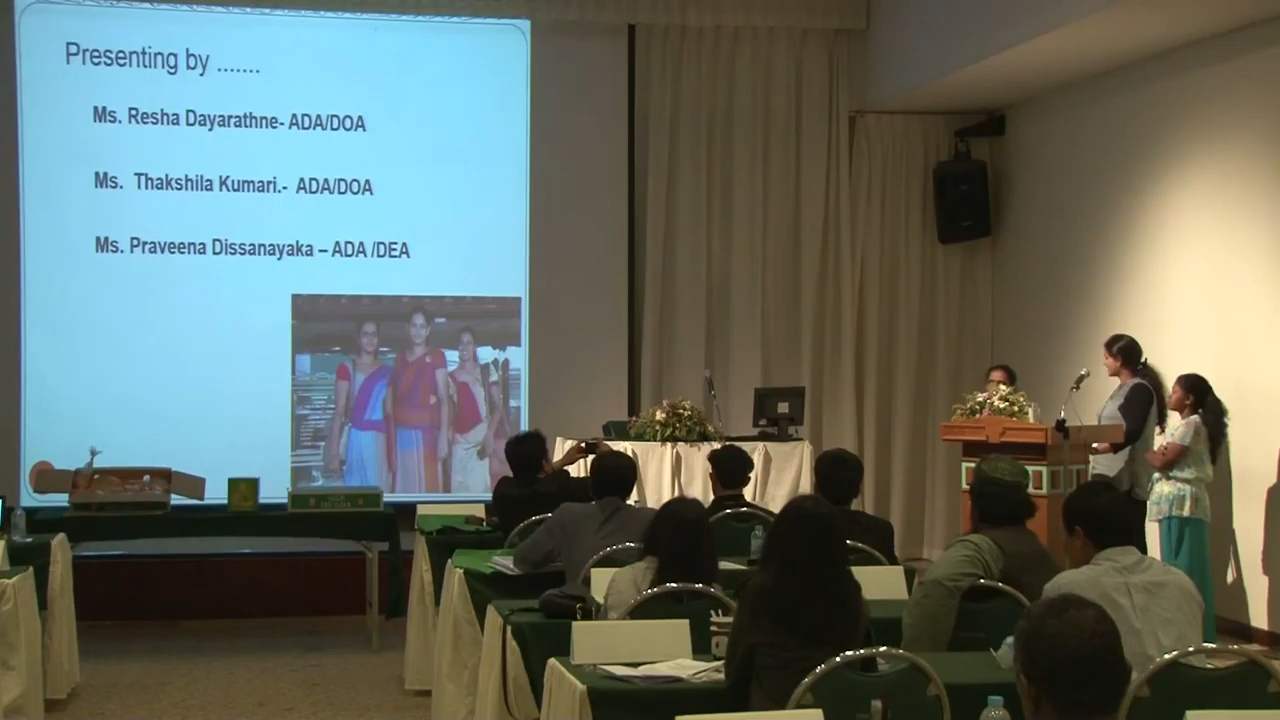 Presenting by .......
Ms. Resha Dayarathne- ADA/DOA
Ms. Thakshila Kumari.- ADA/DOA
Ms. Praveena Dissanayaka – ADA /DEA